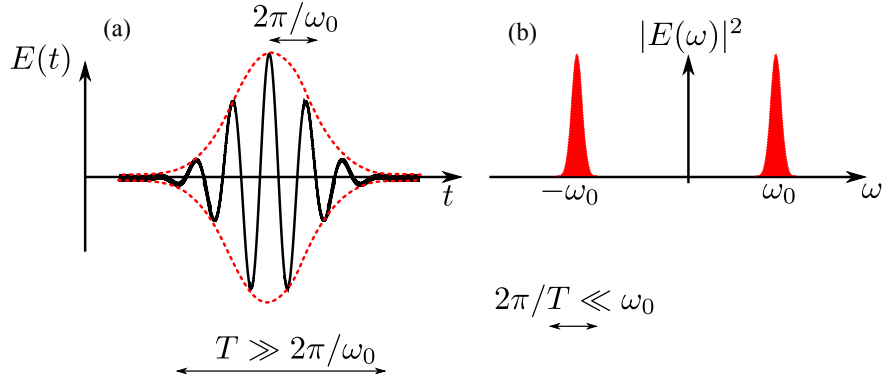 (a)
2π/ω₀
E(t)
t
T ≫ 2π/ω₀
(b)
|E(ω)|²
−ω₀
ω₀
ω
2π/T ≪ ω₀